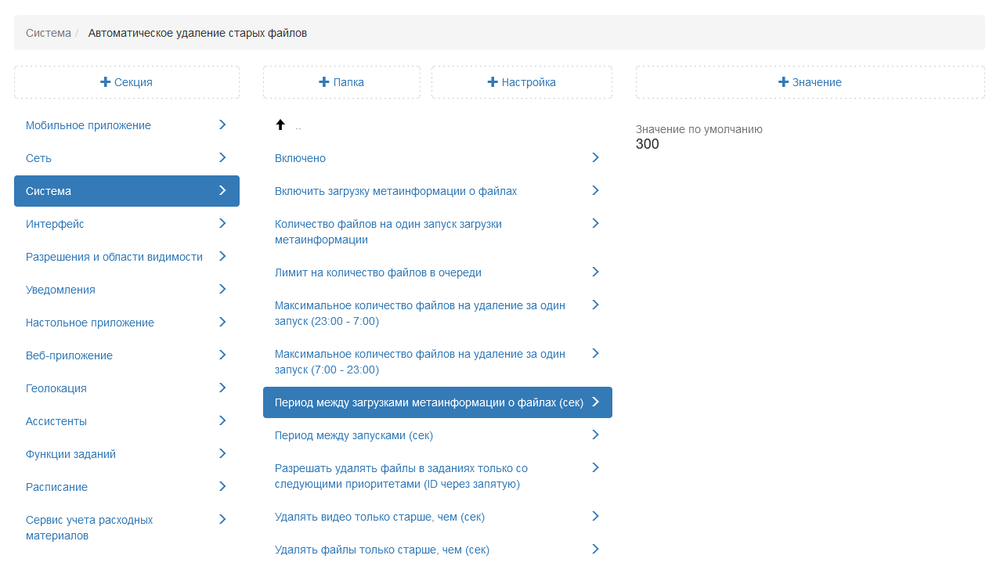 Система / Автоматическое удаление старых файлов
Секция
Папка
Настройка
Значение
Мобильное приложение
Сеть
Система
Интерфейс
Разрешения и области видимости
Уведомления
Настольное приложение
Веб-приложение
Геолокация
Ассистенты
Функции заданий
Расписание
Сервис учета расходных
материалов
..
Включено
Включить загрузку метаинформации о файлах
Количество файлов на один запуск загрузки
метаинформации
Лимит на количество файлов в очереди
Максимальное количество файлов на удаление за один
запуск (23:00 - 7:00)
Максимальное количество файлов на удаление за один
запуск (7:00 - 23:00)
Период между загрузками метаинформации о файлах (сек)
Период между запусками (сек)
Разрешать удалять файлы в заданиях только со
следующими приоритетами (ID через запятую)
Удалять видео только старше, чем (сек)
Удалять файлы только старше, чем (сек)
Значение по умолчанию
300